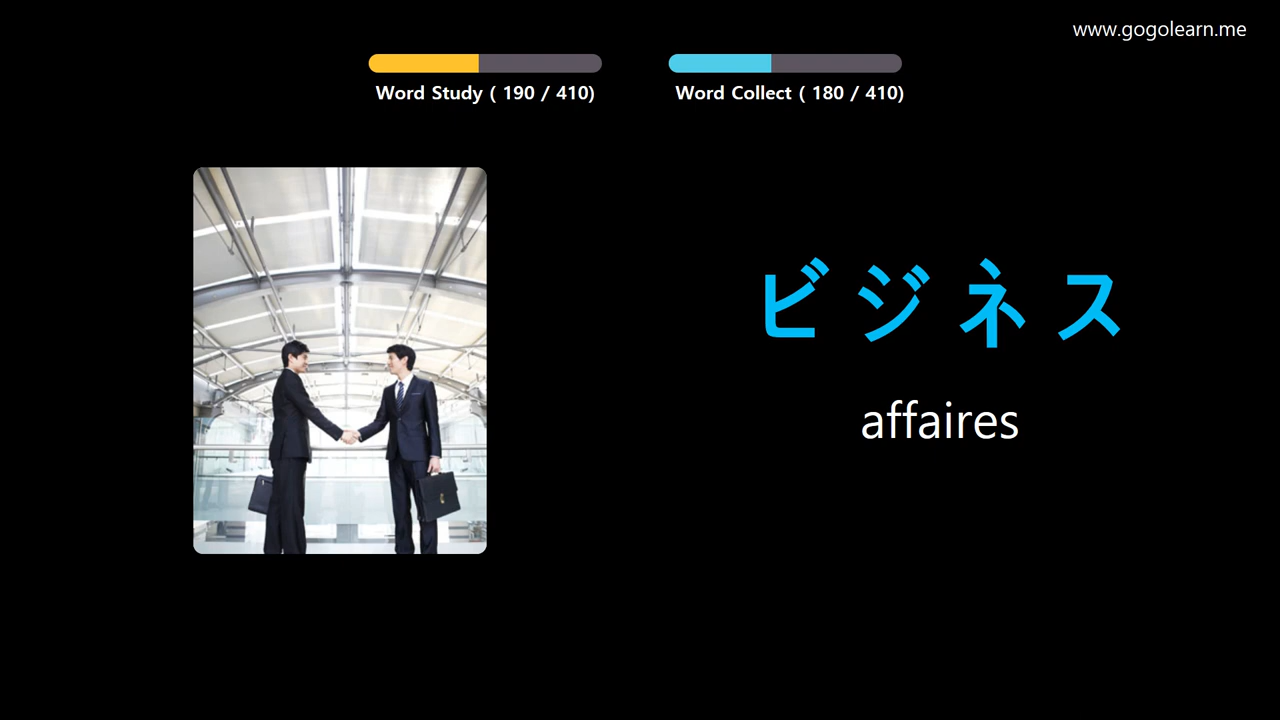 www.gogolearn.me
Word Study ( 190 / 410)
Word Collect ( 180 / 410)
ビジネス
affaires